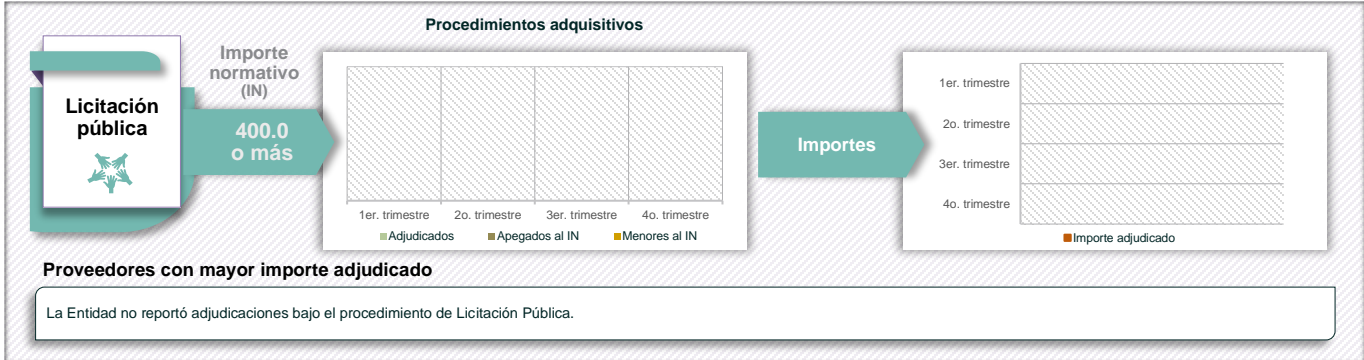 Procedimientos adquisitivos
Licitación
pública
Importe
normativo
(IN)
400.0
o más
1er. trimestre
2o. trimestre
3er. trimestre
4o. trimestre
Adjudicados
Apegados al IN
Menores al IN
Importes
1er. trimestre
2o. trimestre
3er. trimestre
4o. trimestre
Importe adjudicado
Proveedores con mayor importe adjudicado
La Entidad no reportó adjudicaciones bajo el procedimiento de Licitación Pública.